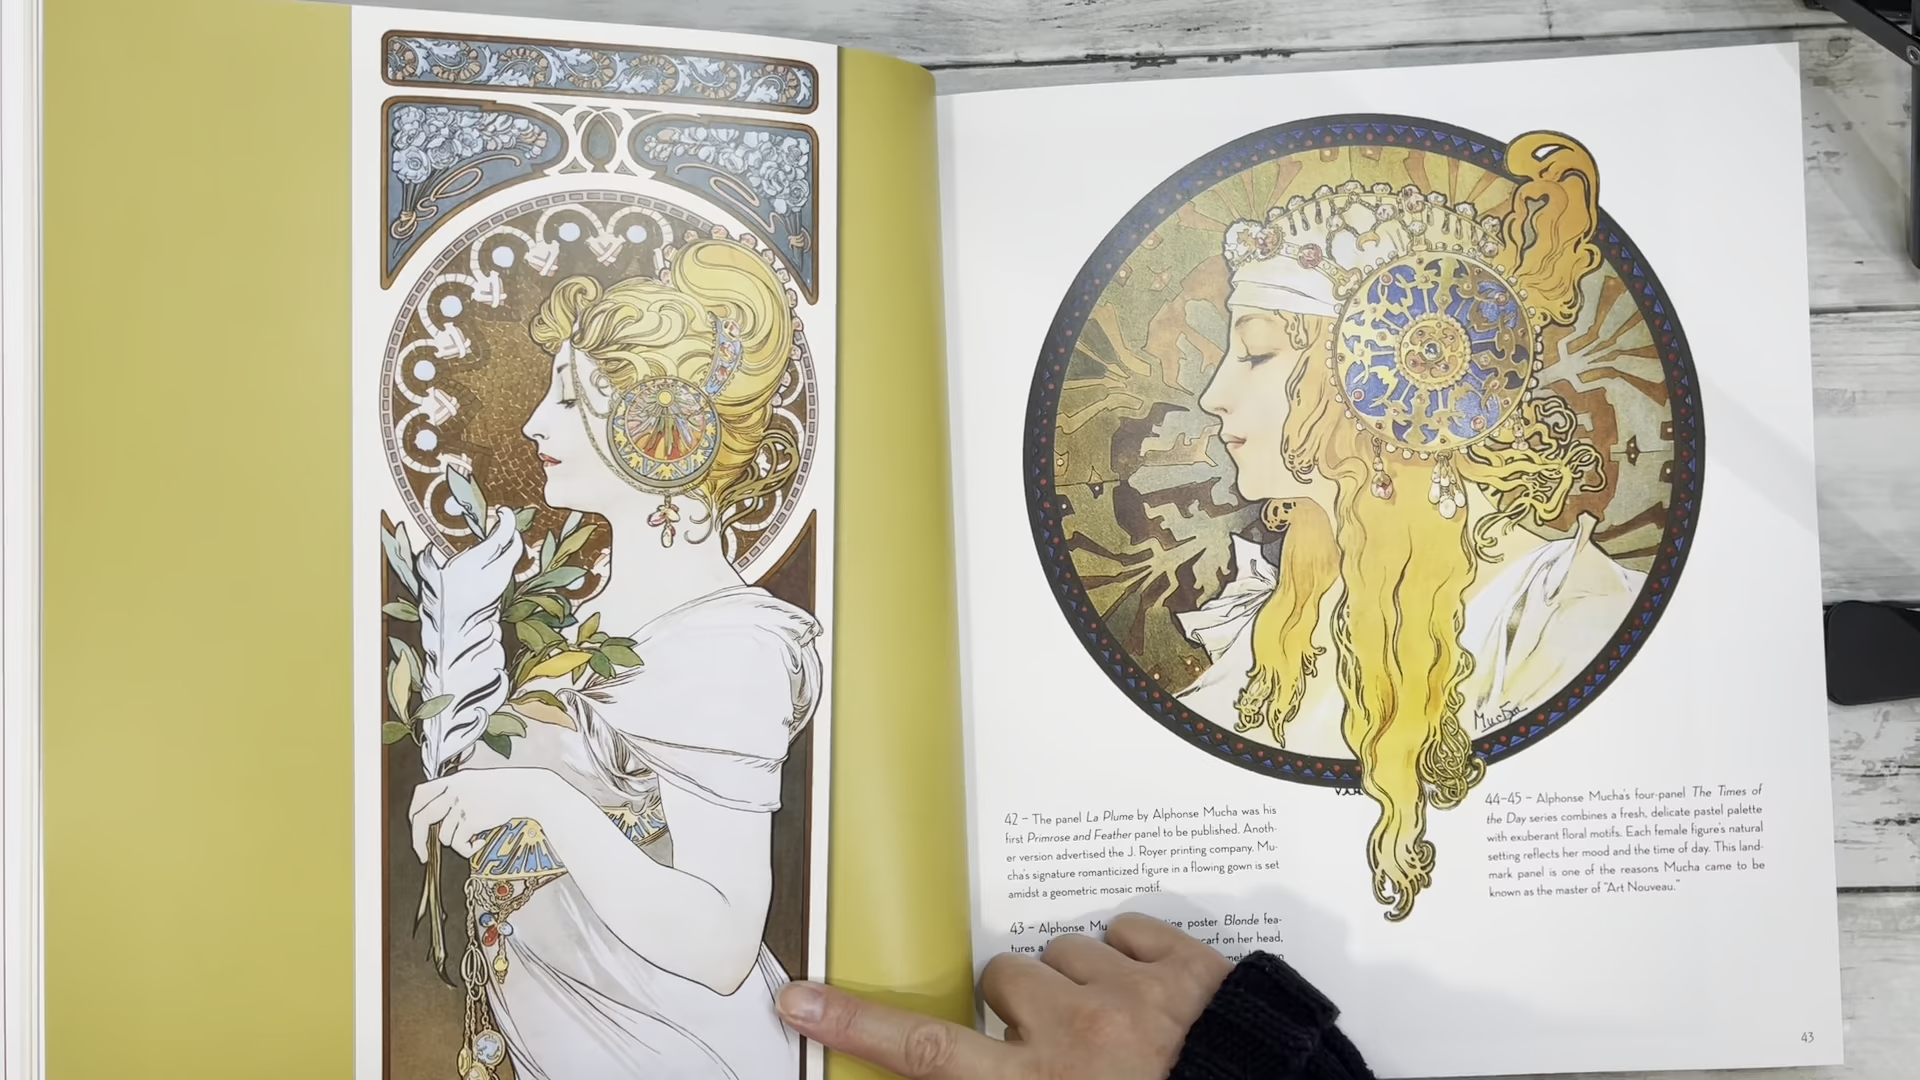 Mucha
42 – The panel La Plume by Alphonse Mucha was his
first Primrose and Feather panel to be published. Anoth-
er version advertised the J. Royer printing company. Mu-
cha's signature romanticized figure in a flowing gown is set
amidst a geometric mosaic motif.
43 – Alphonse Mu ine poster Blonde fea-
tures a carf on her head,
44-45 – Alphonse Mucha's four-panel The Times of
the Day series combines a fresh, delicate pastel palette
with exuberant floral motifs. Each female figure's natural
setting reflects her mood and the time of day. This land-
mark panel is one of the reasons Mucha came to be
known as the master of "Art Nouveau."
43